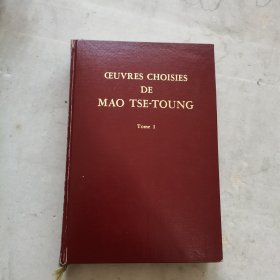 ŒUVRES CHOISIES
DE
MAO TSE-TOUNG
Tome I